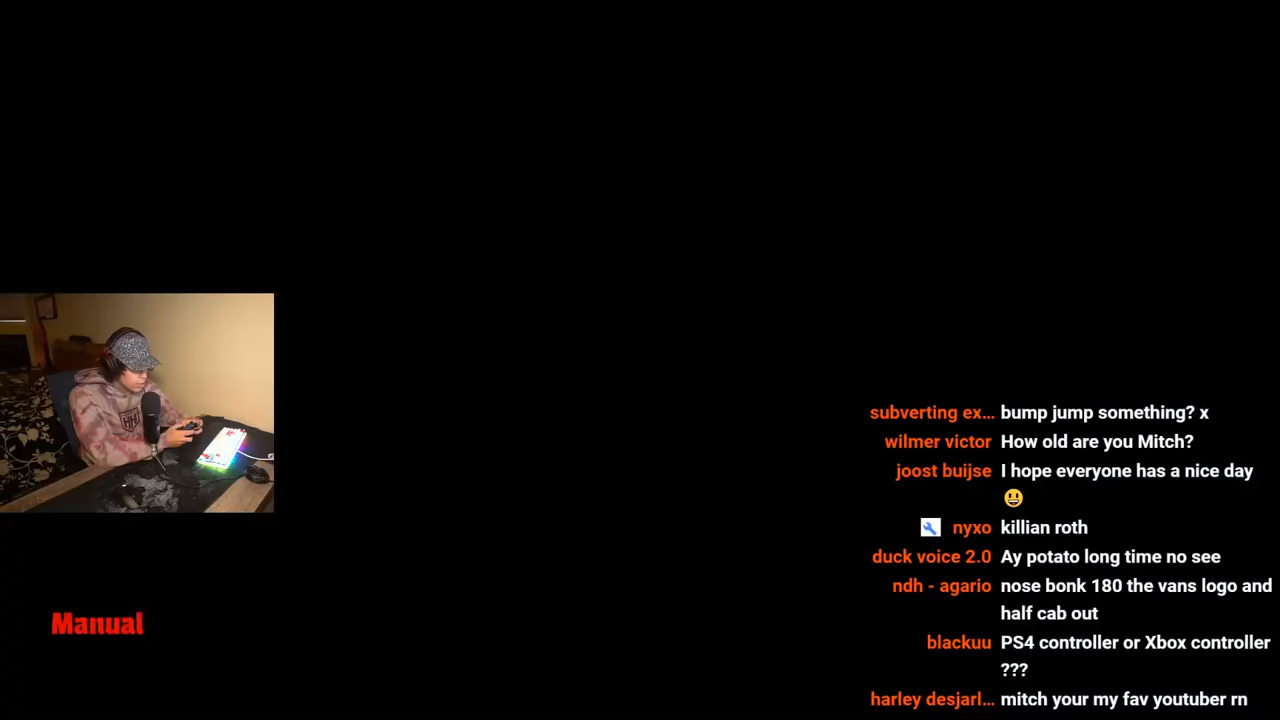 subverting ex... bump jump something? x
wilmer victor How old are you Mitch?
joost buijse I hope everyone has a nice day
😃
nyxo killian roth
duck voice 2.0 Ay potato long time no see
ndh - agario nose bonk 180 the vans logo and
half cab out
blackuu PS4 controller or Xbox controller
???
harley desjarl... mitch your my fav youtuber rn
HH
Manual